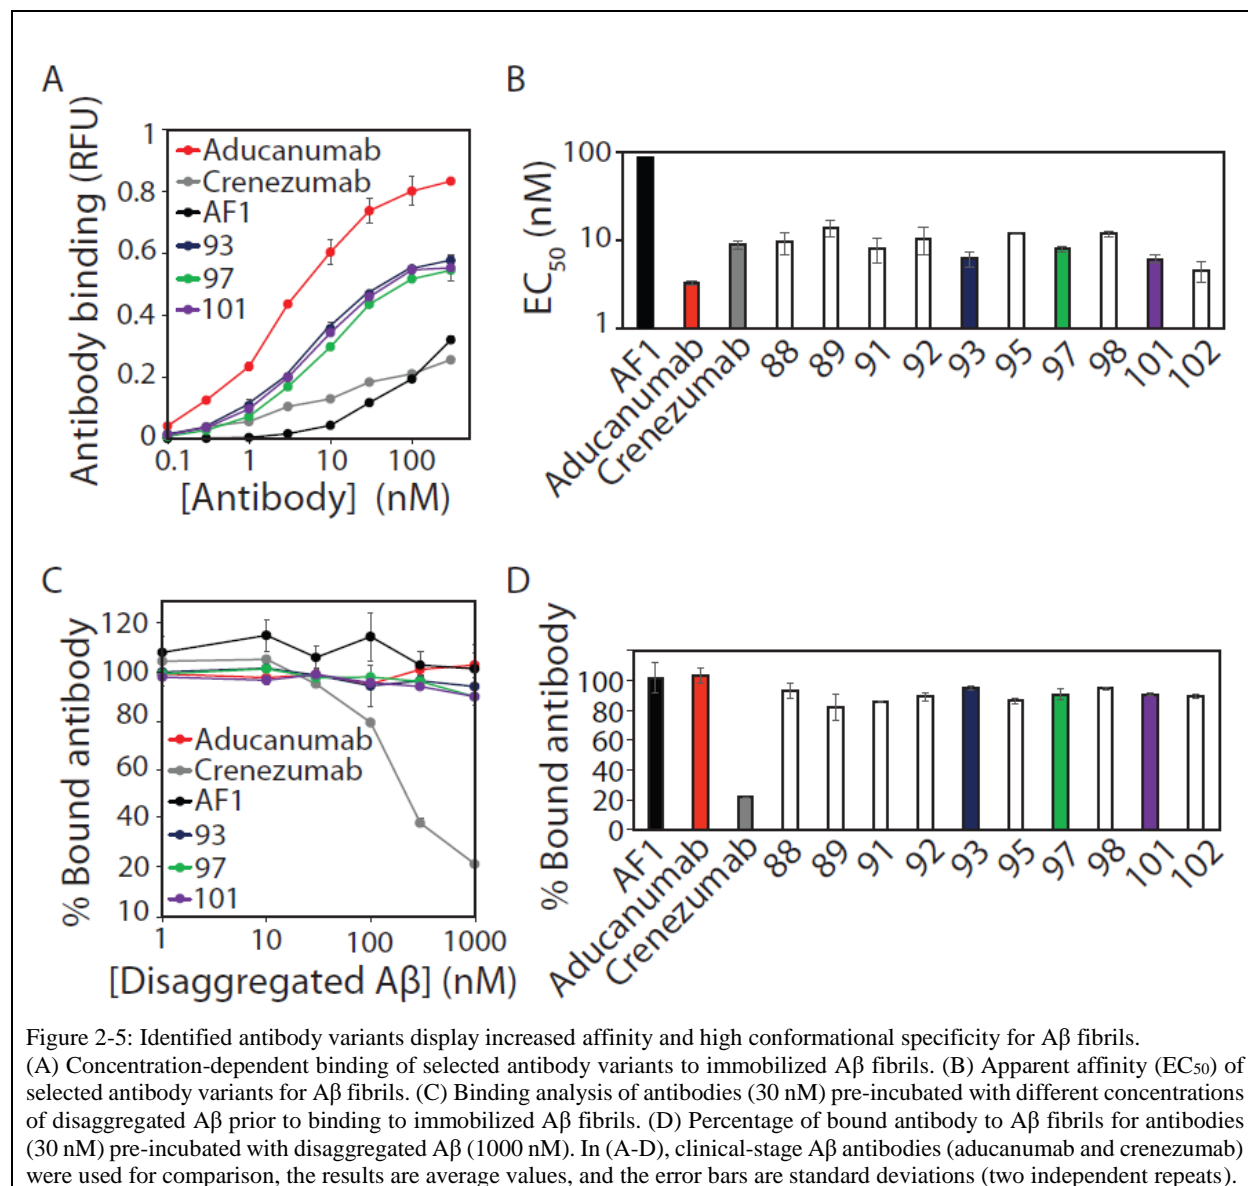 A
Antibody binding (RFU)
1
0.8
0.6
0.4
0.2
0
Aducanumab
Crenezumab
AF1
93
97
101
0.1
1
10
100
[Antibody] (nM)
B
EC50 (nM)
100
10
1
AF1
Aducanumab
Crenezumab
88
89
91
92
93
95
97
98
101
102
C
% Bound antibody
120
100
80
60
40
20
10
Aducanumab
Crenezumab
AF1
93
97
101
1
10
100
1000
[Disaggregated Aβ] (nM)
D
% Bound antibody
100
80
60
40
20
0
AF1
Aducanumab
Crenezumab
88
89
91
92
93
95
97
98
101
102
Figure 2-5: Identified antibody variants display increased affinity and high conformational specificity for Aβ fibrils.
(A) Concentration-dependent binding of selected antibody variants to immobilized Aβ fibrils. (B) Apparent affinity (EC50) of
selected antibody variants for Aβ fibrils. (C) Binding analysis of antibodies (30 nM) pre-incubated with different concentrations
of disaggregated Aβ prior to binding to immobilized Aβ fibrils. (D) Percentage of bound antibody to Aβ fibrils for antibodies
(30 nM) pre-incubated with disaggregated Aβ (1000 nM). In (A-D), clinical-stage Aβ antibodies (aducanumab and crenezumab)
were used for comparison, the results are average values, and the error bars are standard deviations (two independent repeats).